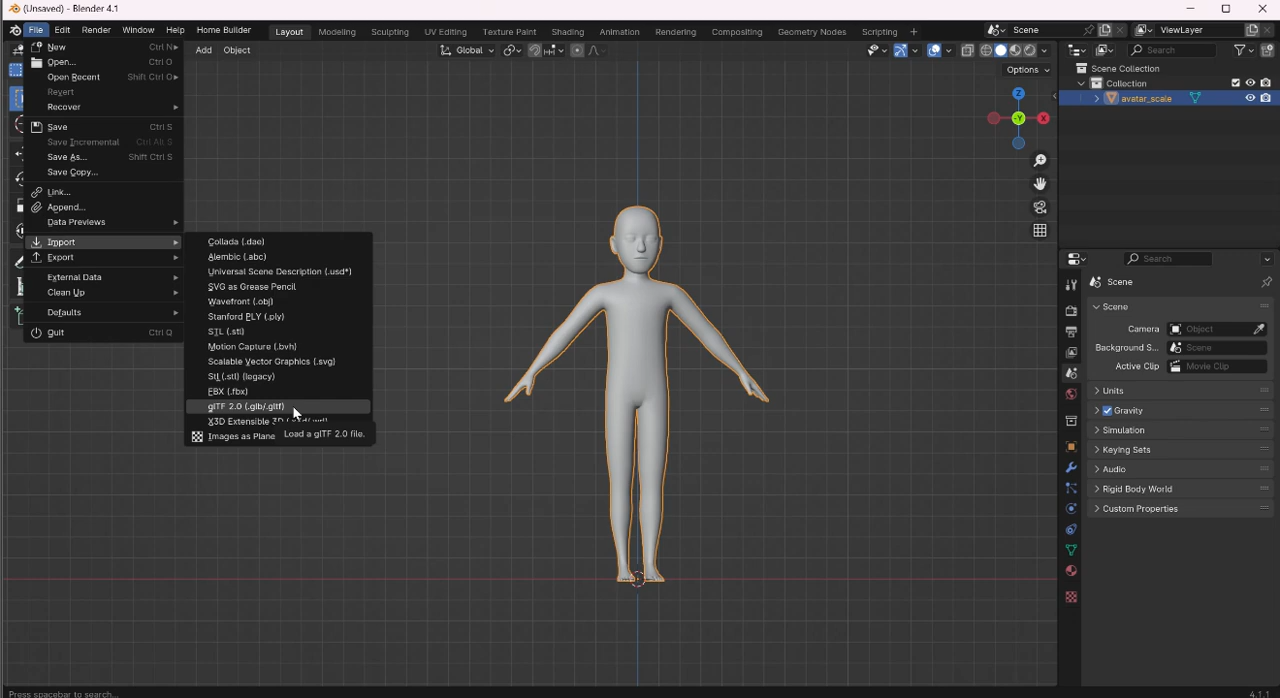 (Unsaved) - Blender 4.1
File Edit Render Window Help Home Builder Layout Modeling Sculpting UV Editing Texture Paint Shading Animation Rendering Compositing Geometry Nodes Scripting + Scene ViewLayer
Add Object Global Search
Options
New Ctrl N
Open... Ctrl O
Open Recent Shift Ctrl O
Revert
Recover
Save Ctrl S
Save Incremental Ctrl Alt S
Save As... Shift Ctrl S
Save Copy...
Link...
Append...
Data Previews
Import
Export
External Data
Clean Up
Defaults
Quit Ctrl Q
Collada (.dae)
Alembic (.abc)
Universal Scene Description (.usd*)
SVG as Grease Pencil
Wavefront (.obj)
Stanford PLY (.ply)
STL (.stl)
Motion Capture (.bvh)
Scalable Vector Graphics (.svg)
Stl (.stl) (legacy)
FBX (.fbx)
glTF 2.0 (.glb/.gltf)
X3D Extensible 3D
Images as Plane
Load a glTF 2.0 file.
Z
-Y X
Scene Collection
Collection
avatar_scale
Search
Scene
Scene
Camera Object
Background S... Scene
Active Clip Movie Clip
Units
Gravity
Simulation
Keying Sets
Audio
Rigid Body World
Custom Properties
Press spacebar to search...
4.1.1